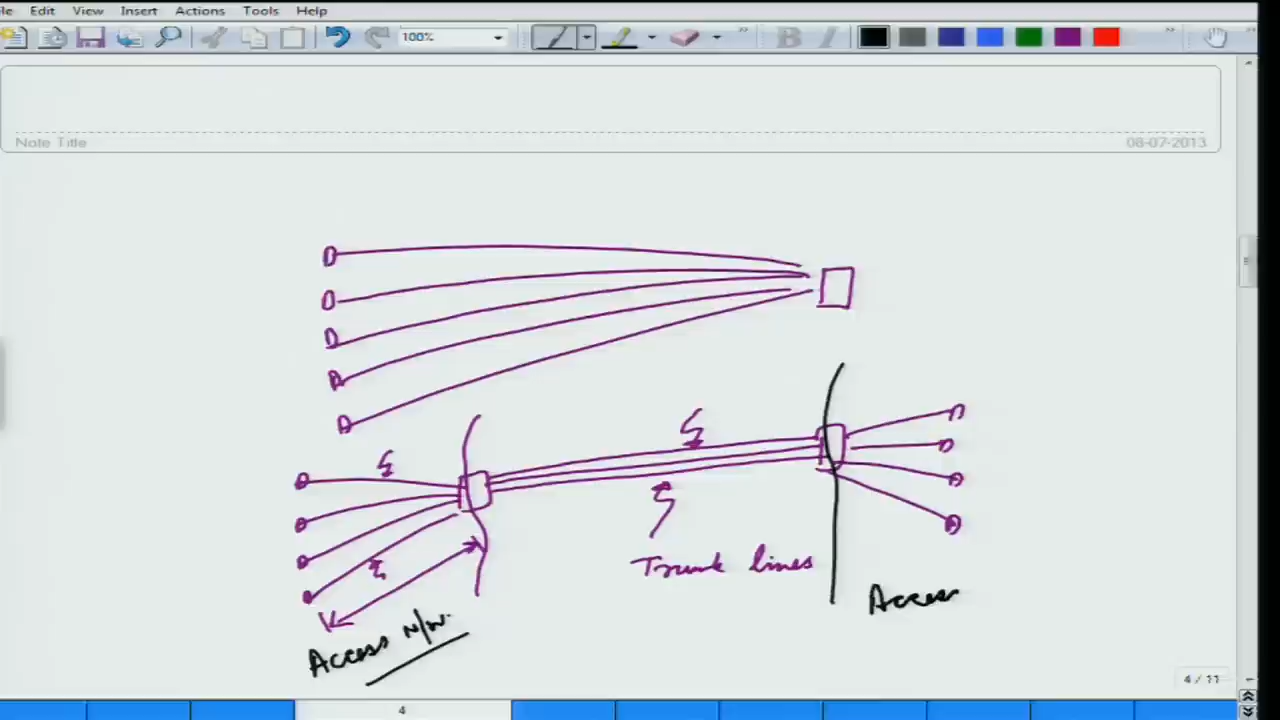 File Edit View Insert Actions Tools Help
100%
B I
Note Title
08-07-2013
Trunk lines
Access
Access N/W.
4 / 11
4